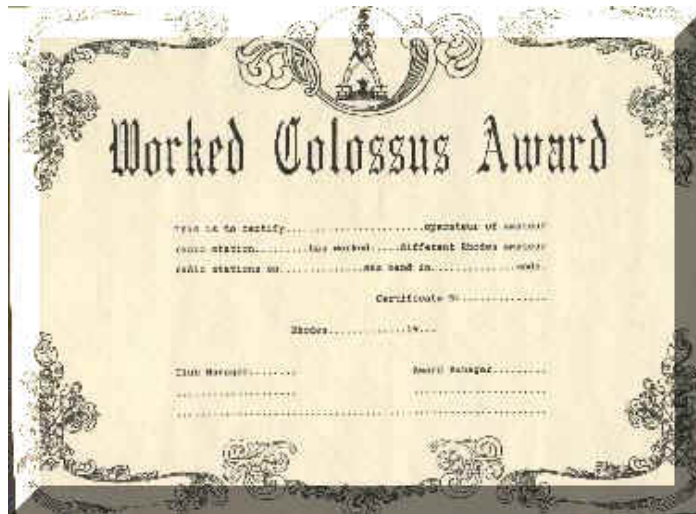 Worked Colossus Award
This is to certify......................operateur of amateur
radio station.........has worked.....different Rhodes amateur
radio stations on..............mhz band in..............mode.
Certificate N...............
Rhodes.............19...
Club Manager........ Award Manager.........